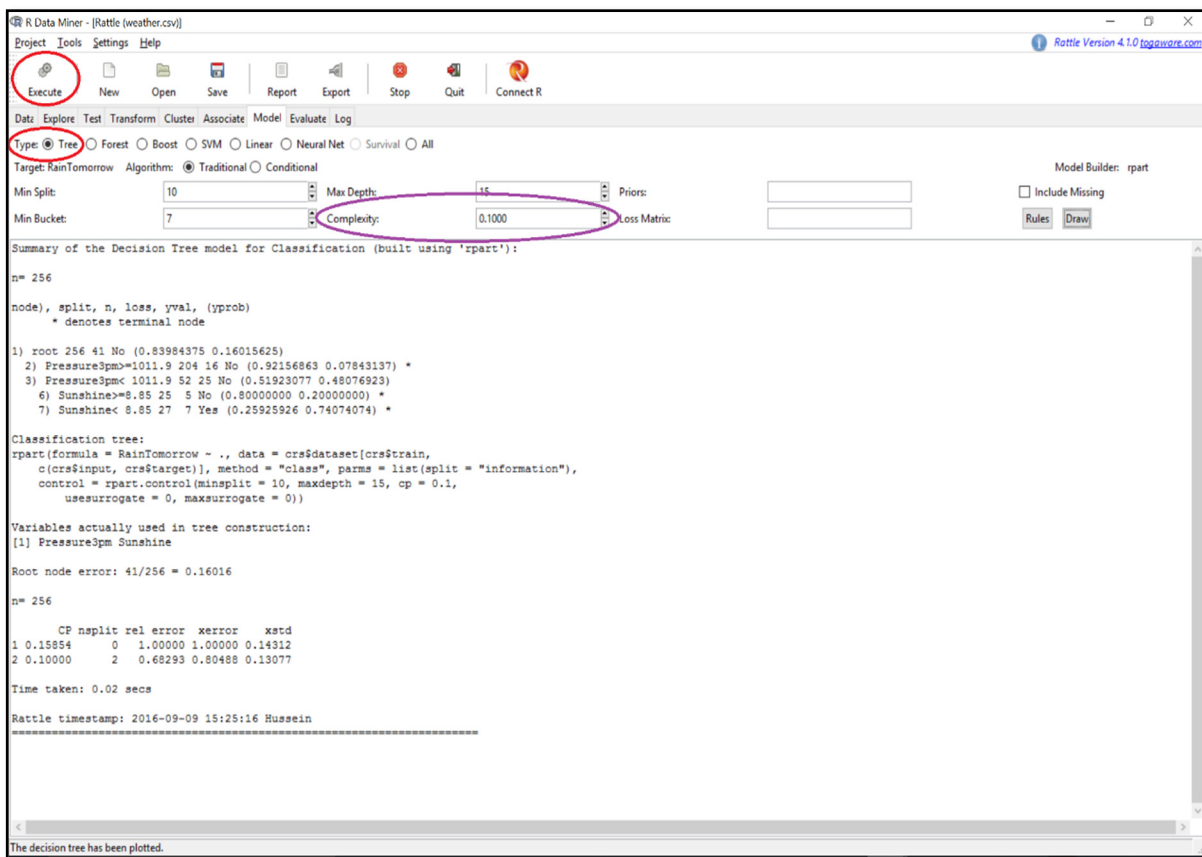 R Data Miner - [Rattle (weather.csv)]
Project Tools Settings Help
Rattle Version 4.1.0 togaware.com
Execute New Open Save Report Export Stop Quit Connect R
Data Explore Test Transform Cluster Associate Model Evaluate Log
Type: Tree Forest Boost SVM Linear Neural Net Survival All
Target: RainTomorrow Algorithm: Traditional Conditional Model Builder: rpart
Min Split: 10 Max Depth: 15 Priors: Include Missing
Min Bucket: 7 Complexity: 0.1000 Loss Matrix: Rules Draw
Summary of the Decision Tree model for Classification (built using 'rpart'):
n= 256
node), split, n, loss, yval, (yprob)
* denotes terminal node
1) root 256 41 No (0.83984375 0.16015625)
2) Pressure3pm>=1011.9 204 16 No (0.92156863 0.07843137) *
3) Pressure3pm< 1011.9 52 25 No (0.51923077 0.48076923)
6) Sunshine>=8.85 25 5 No (0.80000000 0.20000000) *
7) Sunshine< 8.85 27 7 Yes (0.25925926 0.74074074) *
Classification tree:
rpart(formula = RainTomorrow ~ ., data = crs$dataset[crs$train,
c(crs$input, crs$target)], method = "class", parms = list(split = "information"),
control = rpart.control(minsplit = 10, maxdepth = 15, cp = 0.1,
usesurrogate = 0, maxsurrogate = 0))
Variables actually used in tree construction:
[1] Pressure3pm Sunshine
Root node error: 41/256 = 0.16016
n= 256
CP nsplit rel error xerror xstd
1 0.15854 0 1.00000 1.00000 0.14312
2 0.10000 2 0.68293 0.80488 0.13077
Time taken: 0.02 secs
Rattle timestamp: 2016-09-09 15:25:16 Hussein
======================================================================
The decision tree has been plotted.